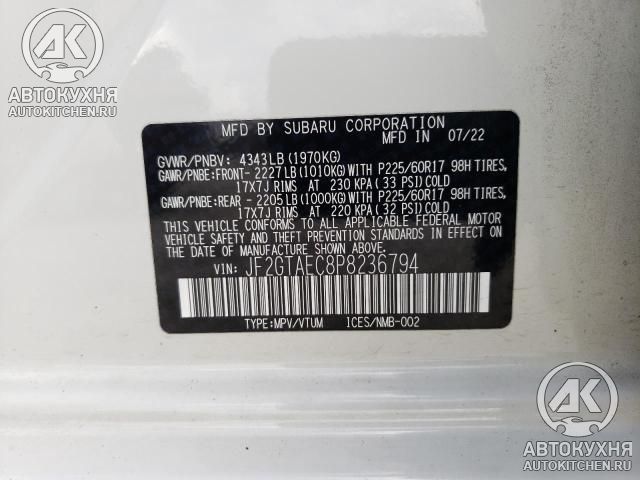 АВТОКУХНЯ
AUTOKITCHEN.RU
MFD BY SUBARU CORPORATION
MFD IN 07/22
GVWR/PNBV: 4343LB(1970KG)
GAWR/PNBE:FRONT- 2227LB(1010KG)WITH P225/60R17 98H TIRES,
17X7J RIMS AT 230 KPA(33 PSI)COLD
GAWR/PNBE:REAR - 2205LB(1000KG)WITH P225/60R17 98H TIRES,
17X7J RIMS AT 220 KPA(32 PSI)COLD
THIS VEHICLE CONFORMS TO ALL APPLICABLE FEDERAL MOTOR
VEHICLE SAFETY AND THEFT PREVENTION STANDARDS IN EFFECT ON THE
DATE OF MANUFACTURE SHOWN ABOVE.
VIN: JF2GTAEC8P8236794
TYPE:MPV/VTUM ICES/NMB-002
АВТОКУХНЯ
AUTOKITCHEN.RU